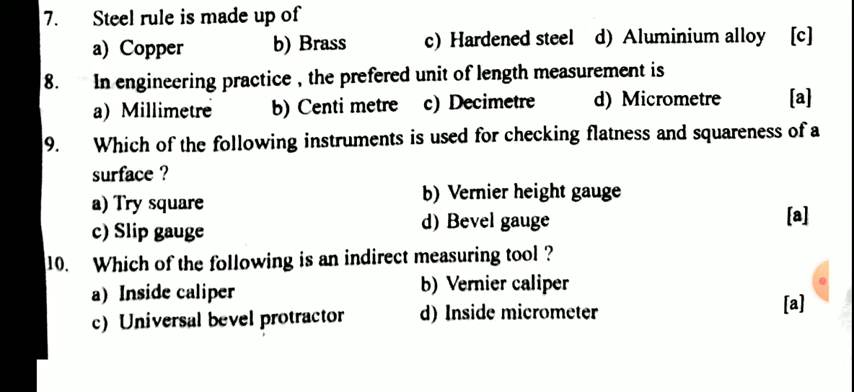 7. Steel rule is made up of
a) Copper b) Brass c) Hardened steel d) Aluminium alloy [c]
8. In engineering practice , the prefered unit of length measurement is
a) Millimetre b) Centi metre c) Decimetre d) Micrometre [a]
9. Which of the following instruments is used for checking flatness and squareness of a
surface ?
a) Try square b) Vernier height gauge
c) Slip gauge d) Bevel gauge [a]
10. Which of the following is an indirect measuring tool ?
a) Inside caliper b) Vernier caliper
c) Universal bevel protractor d) Inside micrometer [a]